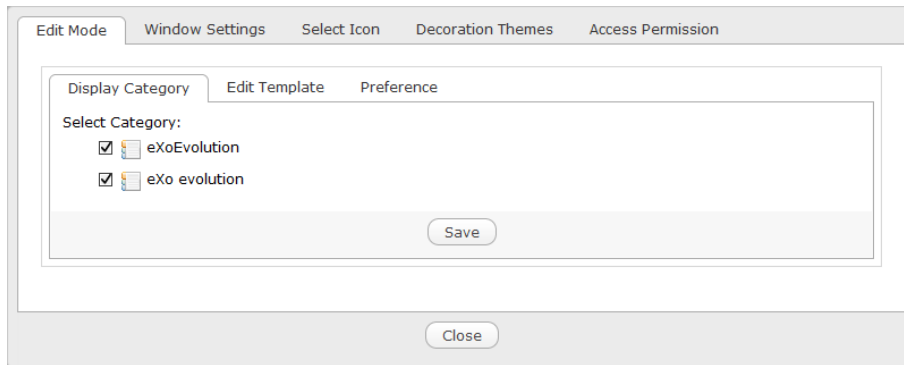 Edit Mode Window Settings Select Icon Decoration Themes Access Permission
Display Category Edit Template Preference
Select Category:
eXoEvolution
eXo evolution
Save
Close